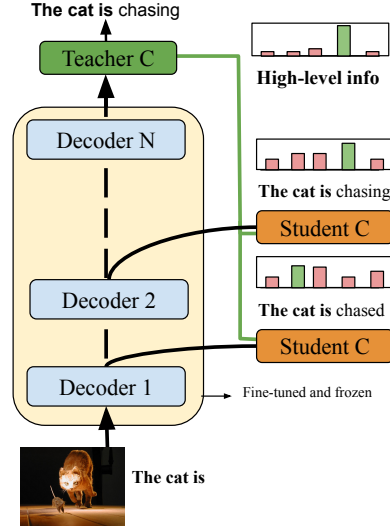 The cat is chasing
Teacher C
High-level info
Decoder N
The cat is chasing
Student C
Decoder 2
The cat is chased
Student C
Decoder 1
Fine-tuned and frozen
The cat is